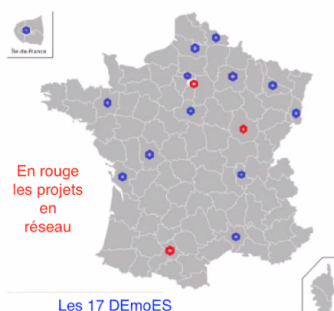 Île-de-France
En rouge
les projets
en
réseau
Les 17 DEmoES